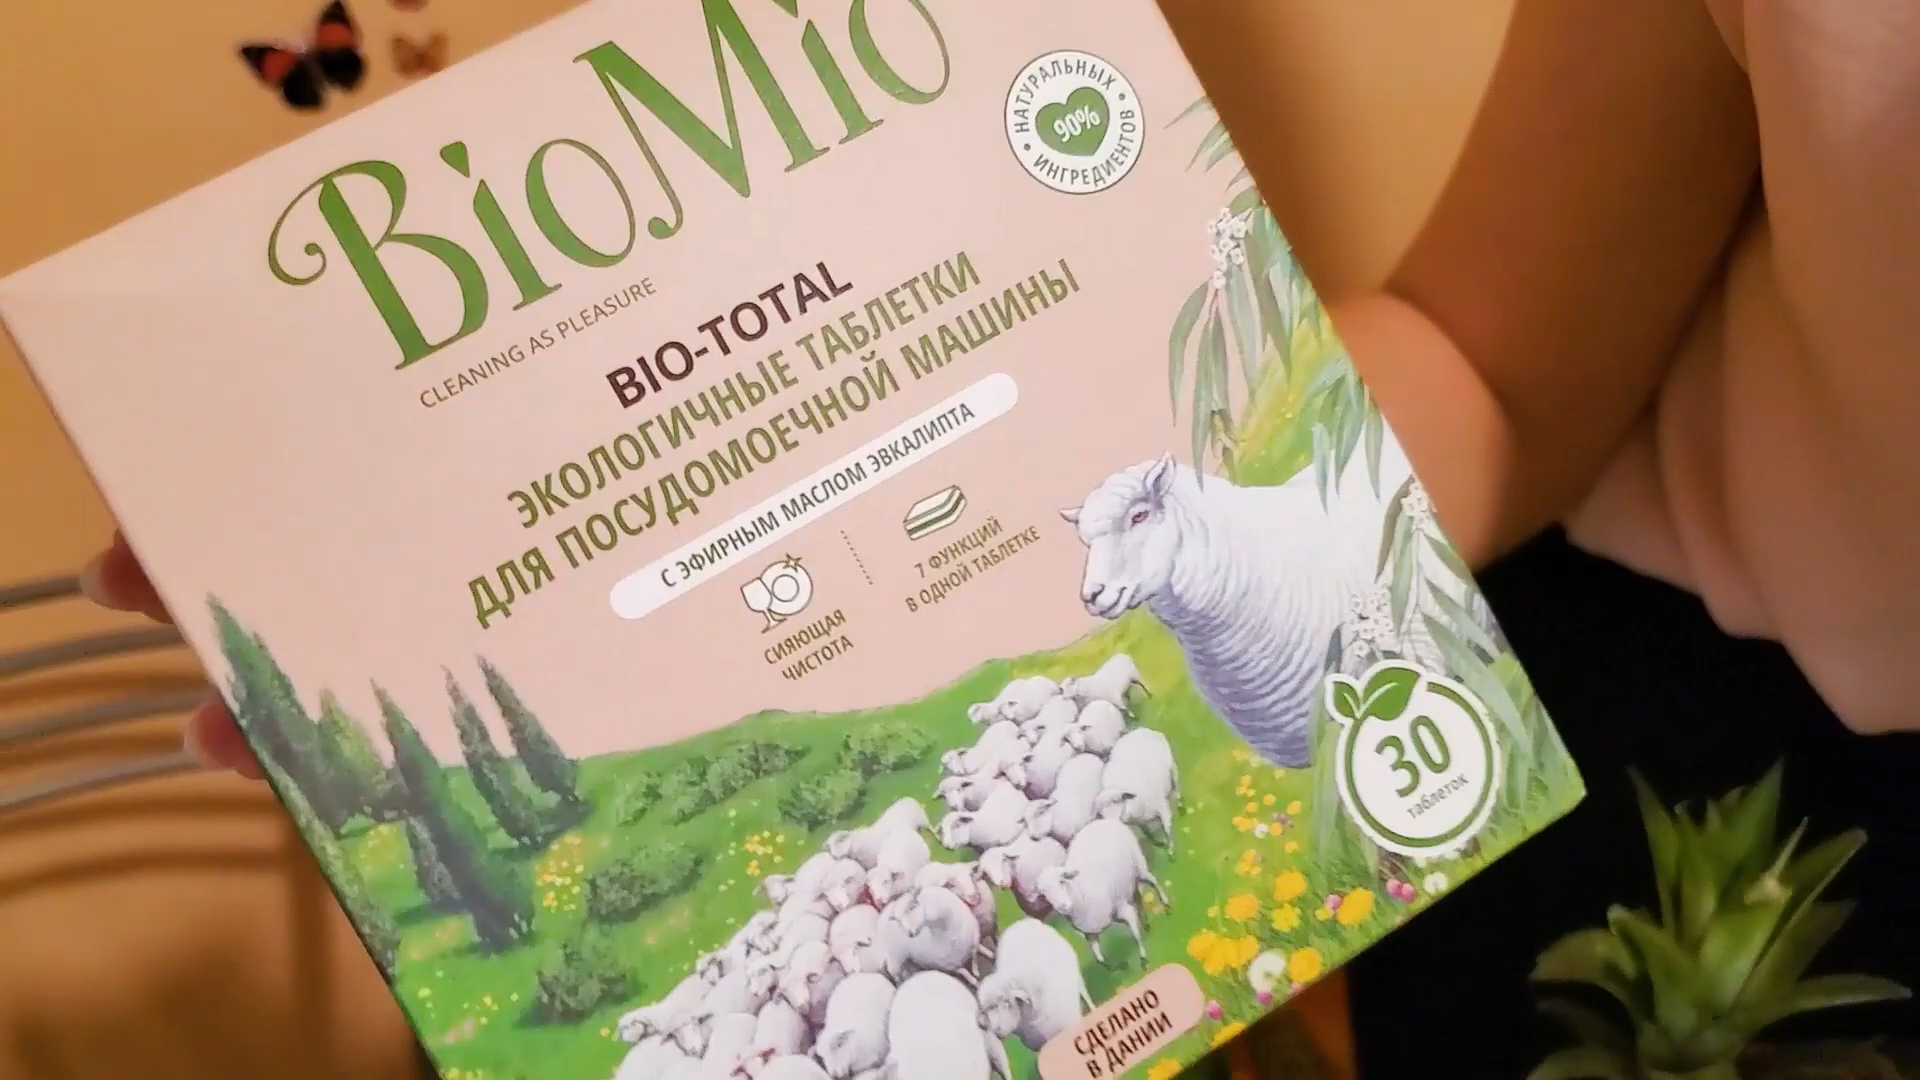 BioMio
CLEANING AS PLEASURE
НАТУРАЛЬНЫХ
90%
ИНГРЕДИЕНТОВ
BIO-TOTAL
ЭКОЛОГИЧНЫЕ ТАБЛЕТКИ
ДЛЯ ПОСУДОМОЕЧНОЙ МАШИНЫ
С ЭФИРНЫМ МАСЛОМ ЭВКАЛИПТА
СИЯЮЩАЯ
ЧИСТОТА
7 ФУНКЦИЙ
В ОДНОЙ ТАБЛЕТКЕ
30
таблеток
СДЕЛАНО
В ДАНИИ